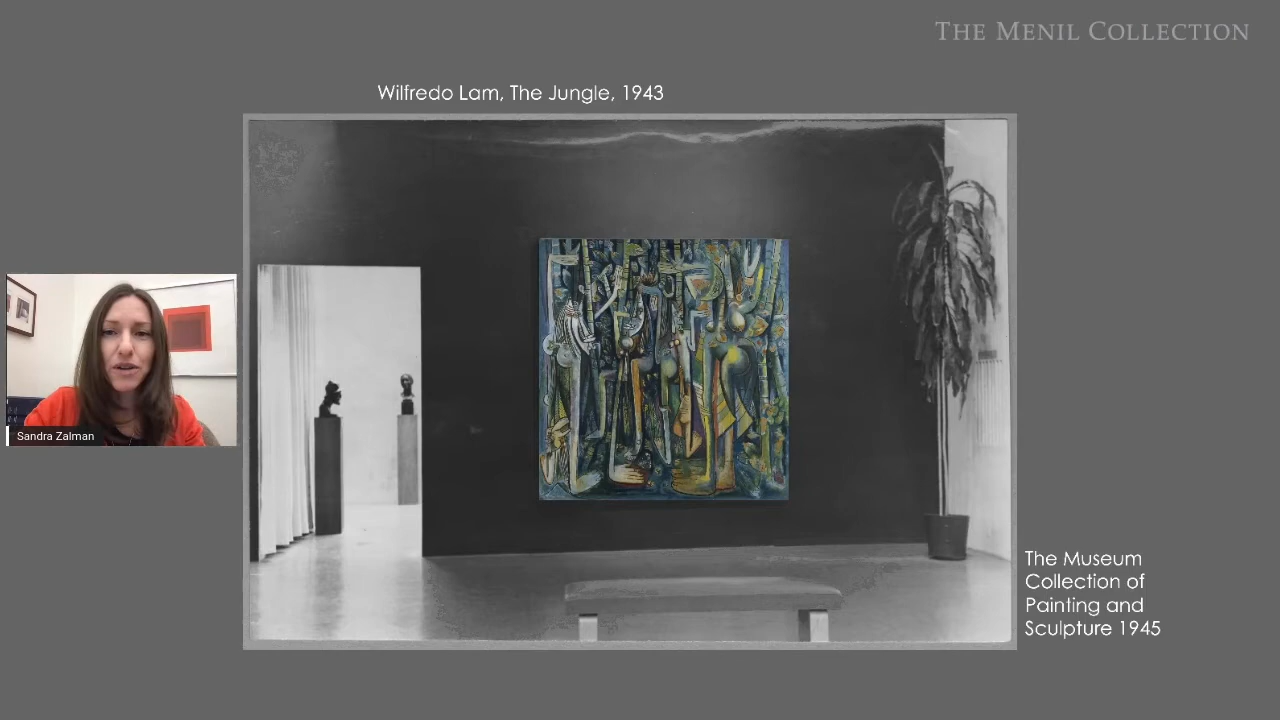 THE MENIL COLLECTION
Wilfredo Lam, The Jungle, 1943
Sandra Zalman
The Museum
Collection of
Painting and
Sculpture 1945